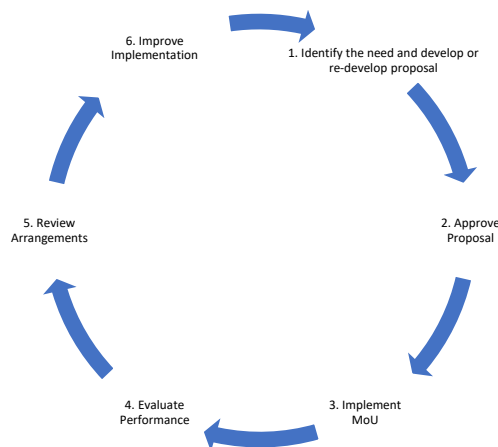 1. Identify the need and develop or
re-develop proposal
2. Approve
Proposal
3. Implement
MoU
4. Evaluate
Performance
5. Review
Arrangements
6. Improve
Implementation